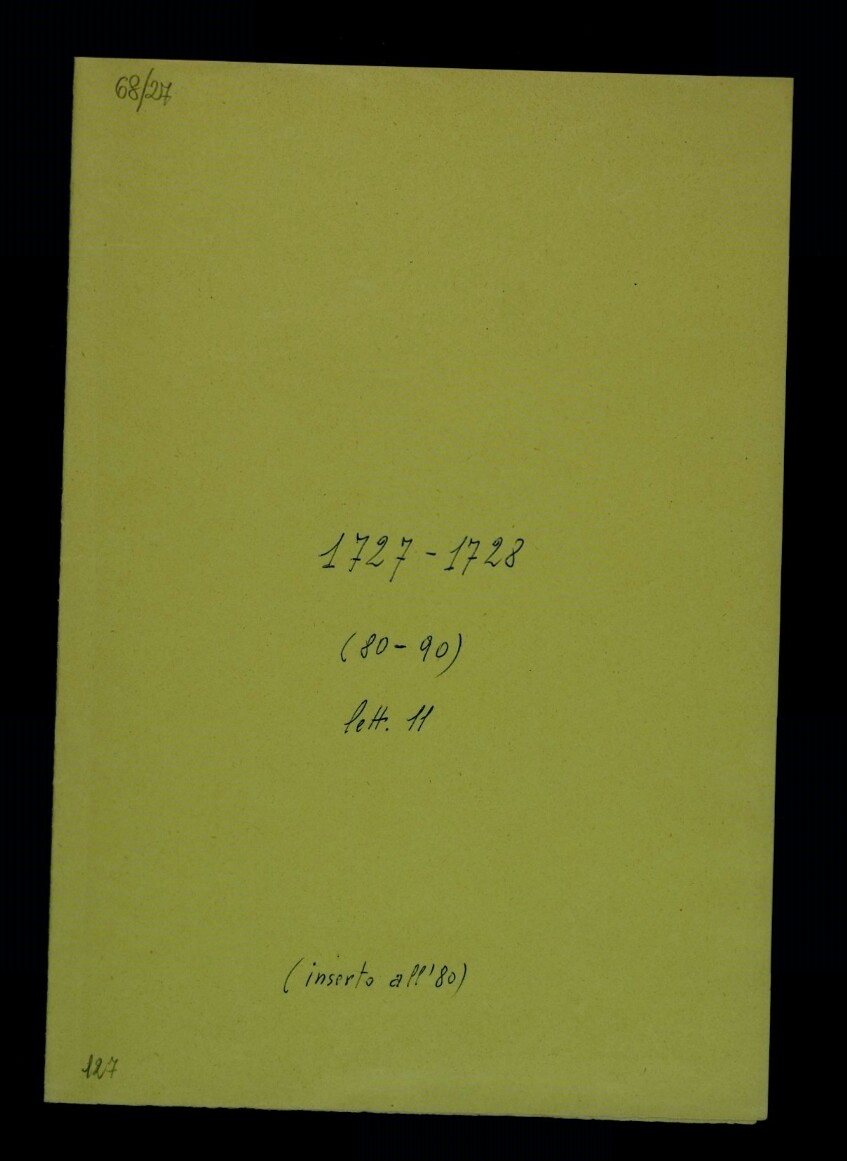 68/27
1727-1728
(80-90)
lett. 11
(inserto all'80)
127